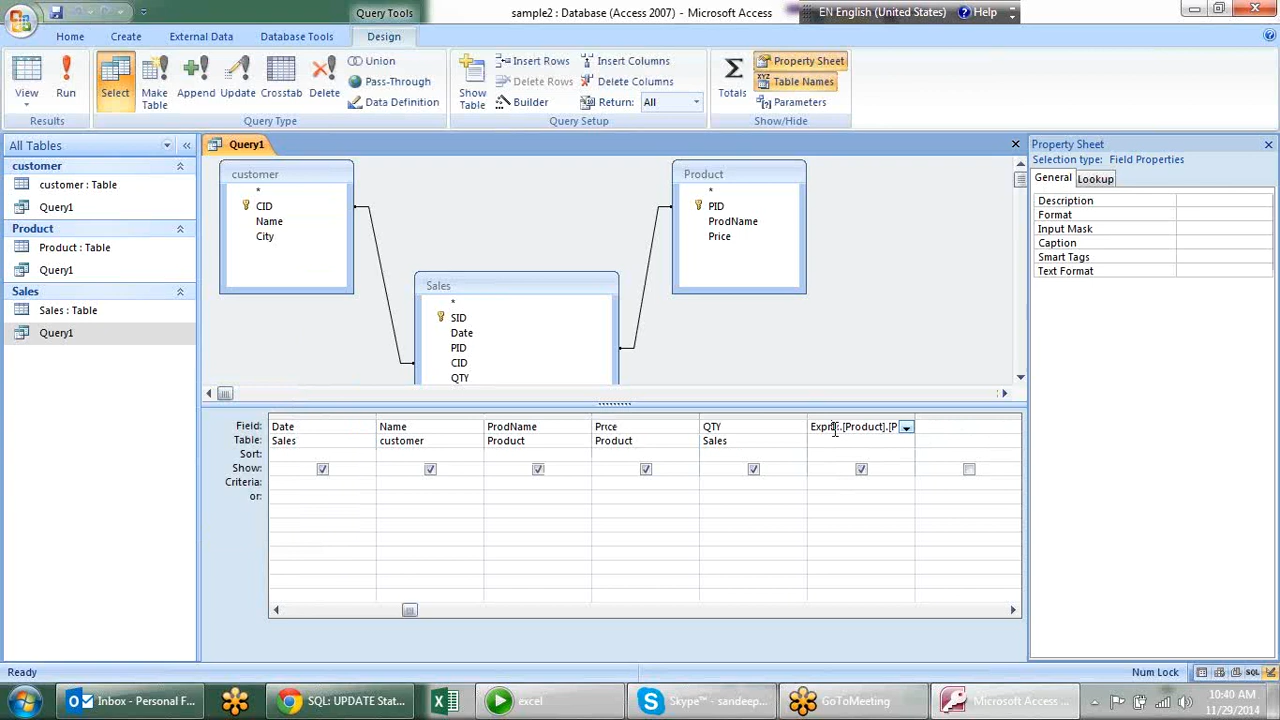 Query Tools
sample2 : Database (Access 2007) - Microsoft Access
EN English (United States)
Help
Home
Create
External Data
Database Tools
Design
View
Run
Results
Select
Make Table
Append
Update
Crosstab
Delete
Union
Pass-Through
Data Definition
Query Type
Show Table
Insert Rows
Delete Rows
Builder
Insert Columns
Delete Columns
Return: All
Query Setup
Totals
Property Sheet
Table Names
Parameters
Show/Hide
All Tables
customer
customer : Table
Query1
Product
Product : Table
Query1
Sales
Sales : Table
Query1
Query1
customer
*
CID
Name
City
Sales
*
SID
Date
PID
CID
QTY
Product
*
PID
ProdName
Price
Field: Date Name ProdName Price QTY
Table: Sales customer Product Product Sales
Sort:
Show:
Criteria:
or:
Property Sheet
Selection type: Field Properties
General Lookup
Description
Format
Input Mask
Caption
Smart Tags
Text Format
Ready
Num Lock
Inbox - Personal F...
SQL: UPDATE Stat...
excel
Skype™ - sandeep...
GoToMeeting
Microsoft Access ...
10:40 AM
11/29/2014